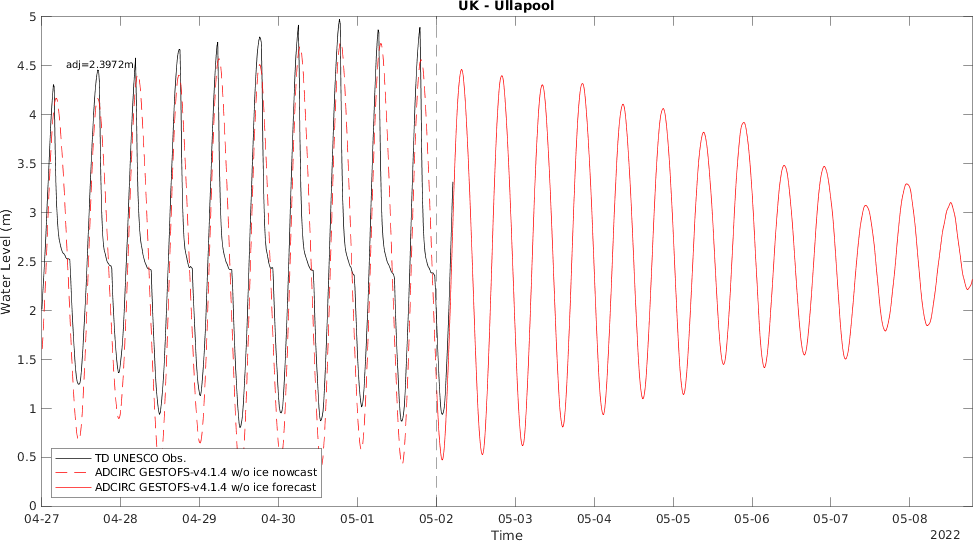 UK - Ullapool
5
4.5
4
3.5
3
2.5
2
1.5
1
0.5
0
Water Level (m)
adj=2.3972m
TD UNESCO Obs.
ADCIRC GESTOFS-v4.1.4 w/o ice nowcast
ADCIRC GESTOFS-v4.1.4 w/o ice forecast
04-27 04-28 04-29 04-30 05-01 05-02 05-03 05-04 05-05 05-06 05-07 05-08
Time
2022